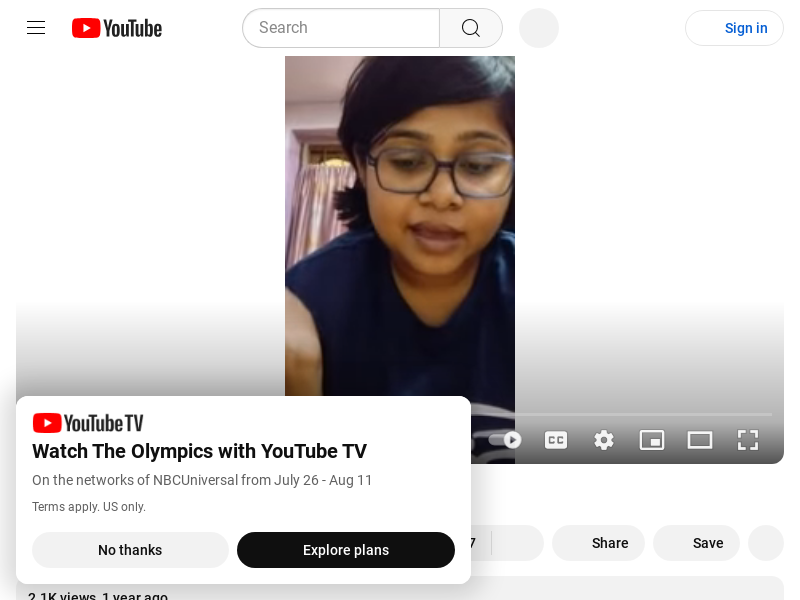 YouTube
Search
Sign in
CC
YouTube TV
Watch The Olympics with YouTube TV
On the networks of NBCUniversal from July 26 - Aug 11
Terms apply. US only.
No thanks
Explore plans
7
Share
Save
2.1K views 1 year ago